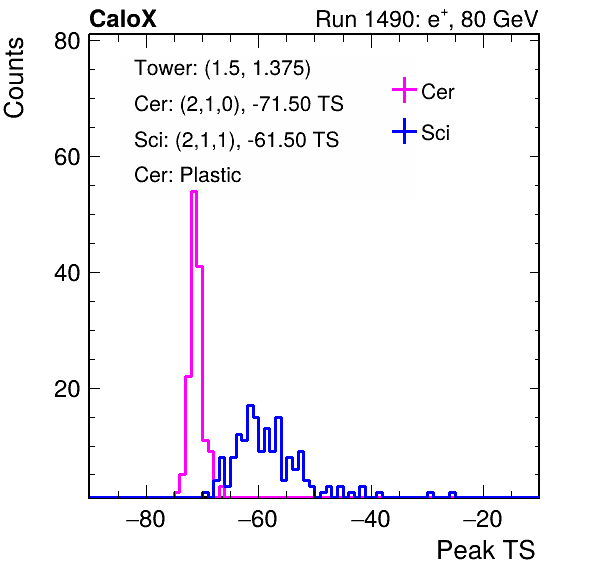 CaloX Run 1490: e⁺, 80 GeV
Counts
80
60
40
20
Tower: (1.5, 1.375)
Cer: (2,1,0), -71.50 TS
Sci: (2,1,1), -61.50 TS
Cer: Plastic
Cer
Sci
−80 −60 −40 −20
Peak TS